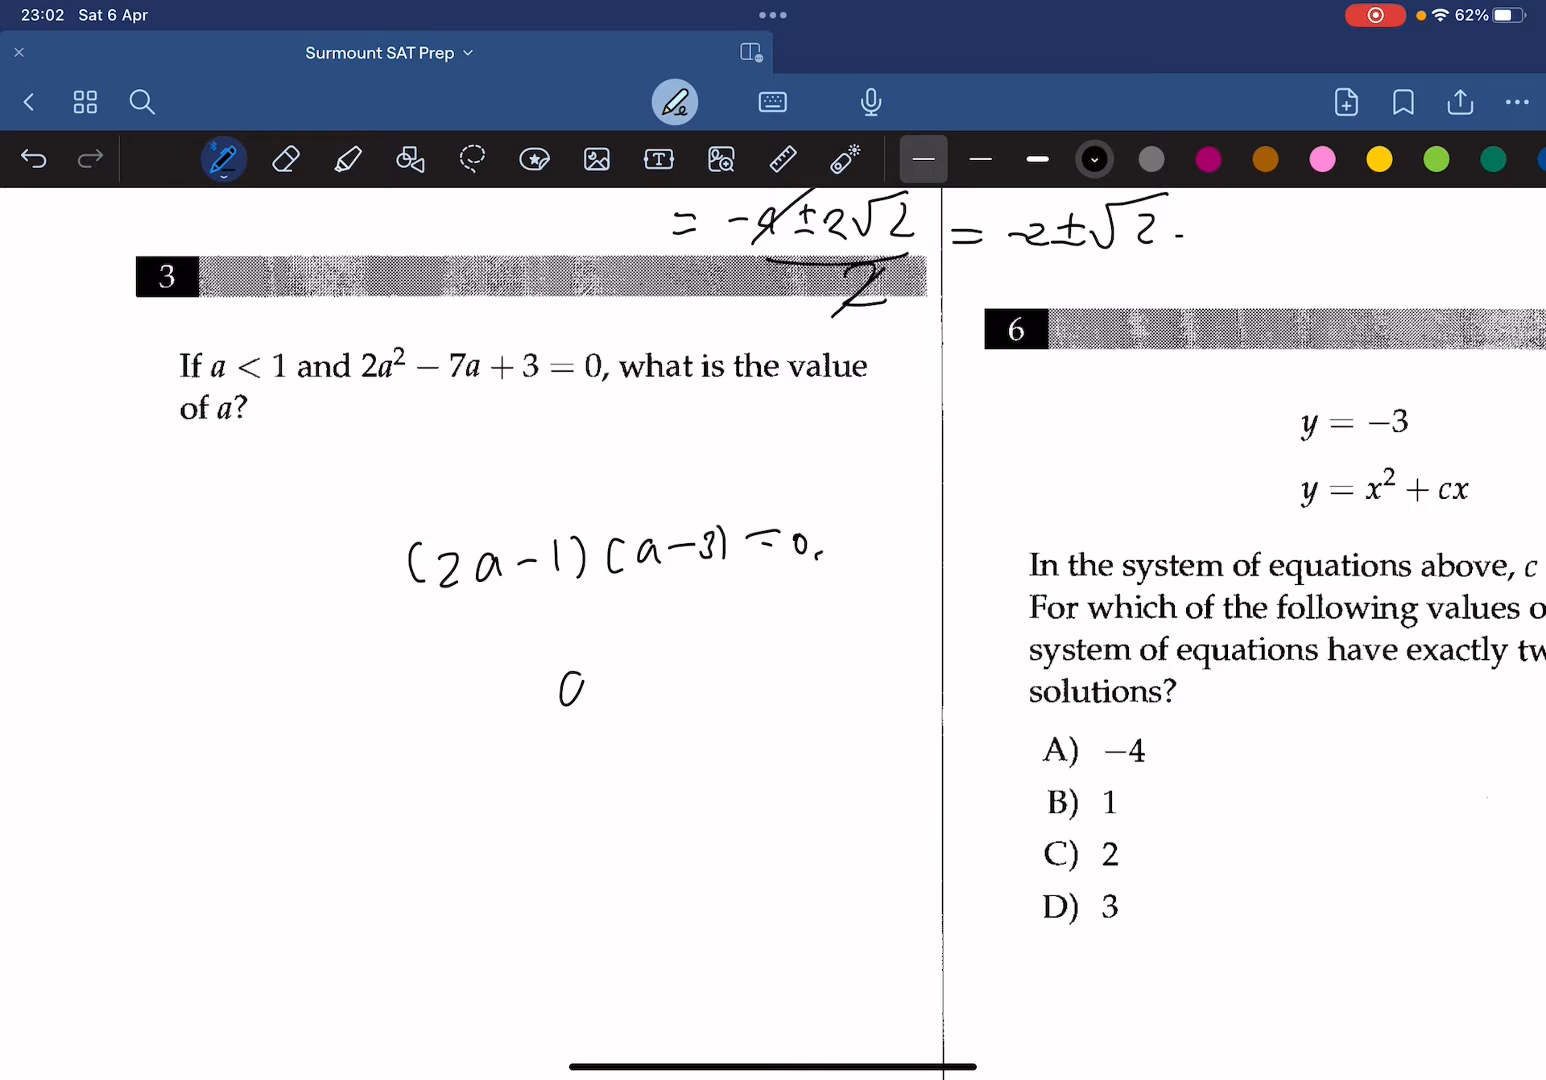 23:02 Sat 6 Apr
62%
Surmount SAT Prep
= -4 ± 2√2 / 2 = -2 ± √2.
3
If a < 1 and 2a² − 7a + 3 = 0, what is the value
of a?
(2a - 1)(a - 3) = 0.
a
6
y = −3
y = x² + cx
In the system of equations above, c
For which of the following values o
system of equations have exactly tw
solutions?
A) −4
B) 1
C) 2
D) 3